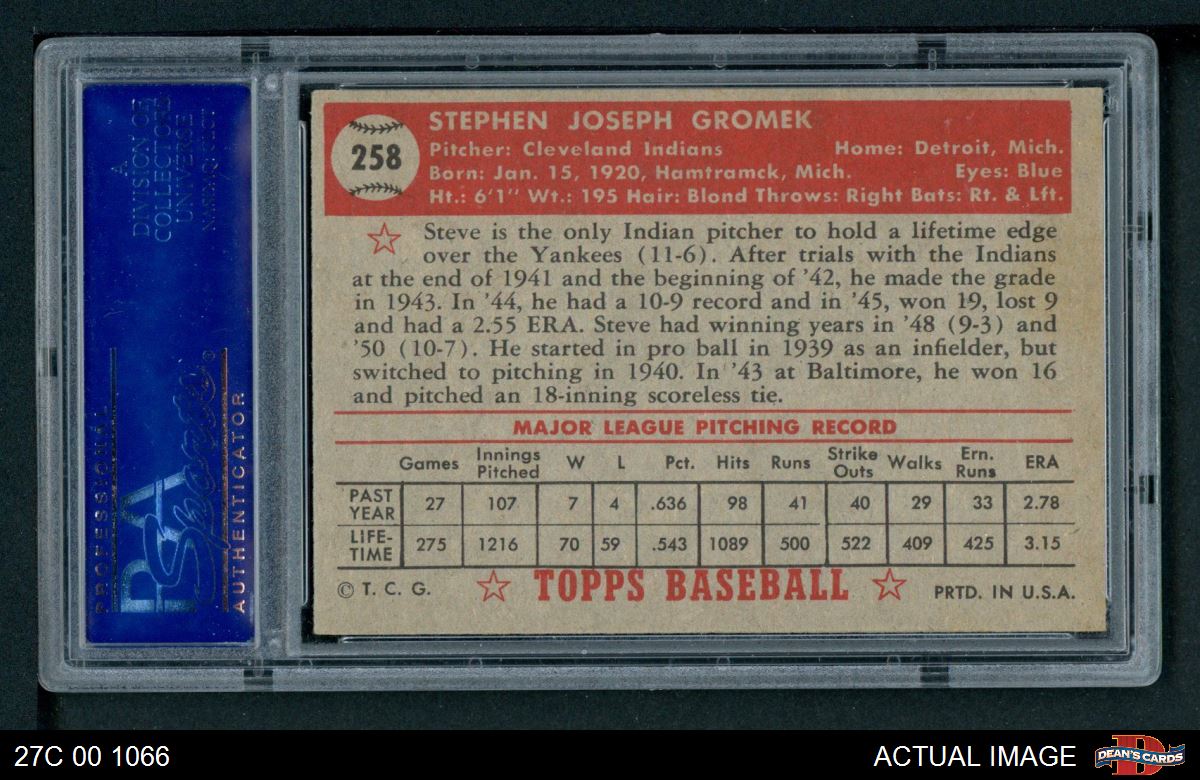 A
DIVISION OF
COLLECTORS
UNIVERSE
NASDAQ: CLCT
PROFESSIONAL
PSA
Sports®
AUTHENTICATOR
258
STEPHEN JOSEPH GROMEK
Pitcher: Cleveland Indians Home: Detroit, Mich.
Born: Jan. 15, 1920, Hamtramck, Mich. Eyes: Blue
Ht.: 6'1" Wt.: 195 Hair: Blond Throws: Right Bats: Rt. & Lft.
Steve is the only Indian pitcher to hold a lifetime edge
over the Yankees (11-6). After trials with the Indians
at the end of 1941 and the beginning of '42, he made the grade
in 1943. In '44, he had a 10-9 record and in '45, won 19, lost 9
and had a 2.55 ERA. Steve had winning years in '48 (9-3) and
'50 (10-7). He started in pro ball in 1939 as an infielder, but
switched to pitching in 1940. In '43 at Baltimore, he won 16
and pitched an 18-inning scoreless tie.
MAJOR LEAGUE PITCHING RECORD
Games Innings Pitched W L Pct. Hits Runs Strike Outs Walks Ern. Runs ERA
PAST YEAR 27 107 7 4 .636 98 41 40 29 33 2.78
LIFE-TIME 275 1216 70 59 .543 1089 500 522 409 425 3.15
© T. C. G. TOPPS BASEBALL PRTD. IN U.S.A.
27C 00 1066 ACTUAL IMAGE DEAN'S CARDS